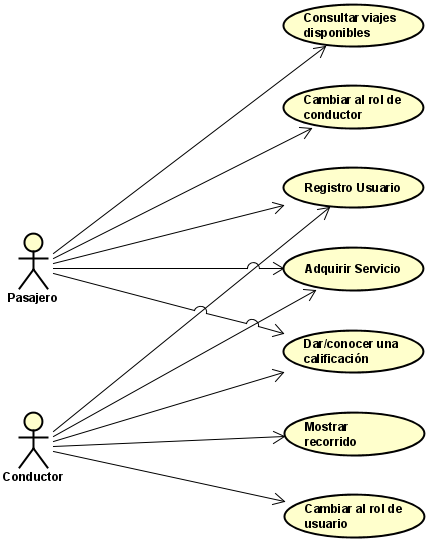 Consultar viajes
disponibles
Cambiar al rol de
conductor
Registro Usuario
Pasajero
Adquirir Servicio
Dar/conocer una
calificación
Mostrar
recorrido
Conductor
Cambiar al rol de
usuario